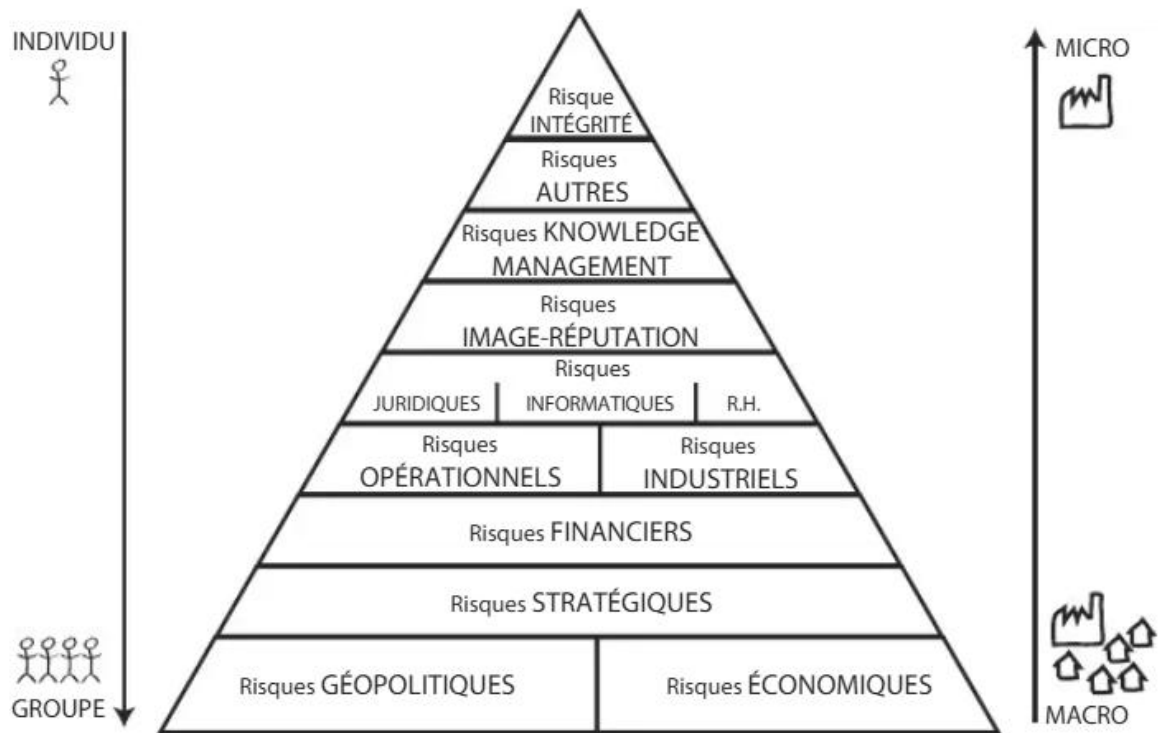 INDIVIDU
MICRO
Risque
INTÉGRITÉ
Risques
AUTRES
Risques KNOWLEDGE
MANAGEMENT
Risques
IMAGE-RÉPUTATION
Risques
JURIDIQUES
INFORMATIQUES
R.H.
Risques
OPÉRATIONNELS
Risques
INDUSTRIELS
Risques FINANCIERS
Risques STRATÉGIQUES
Risques GÉOPOLITIQUES
Risques ÉCONOMIQUES
GROUPE
MACRO